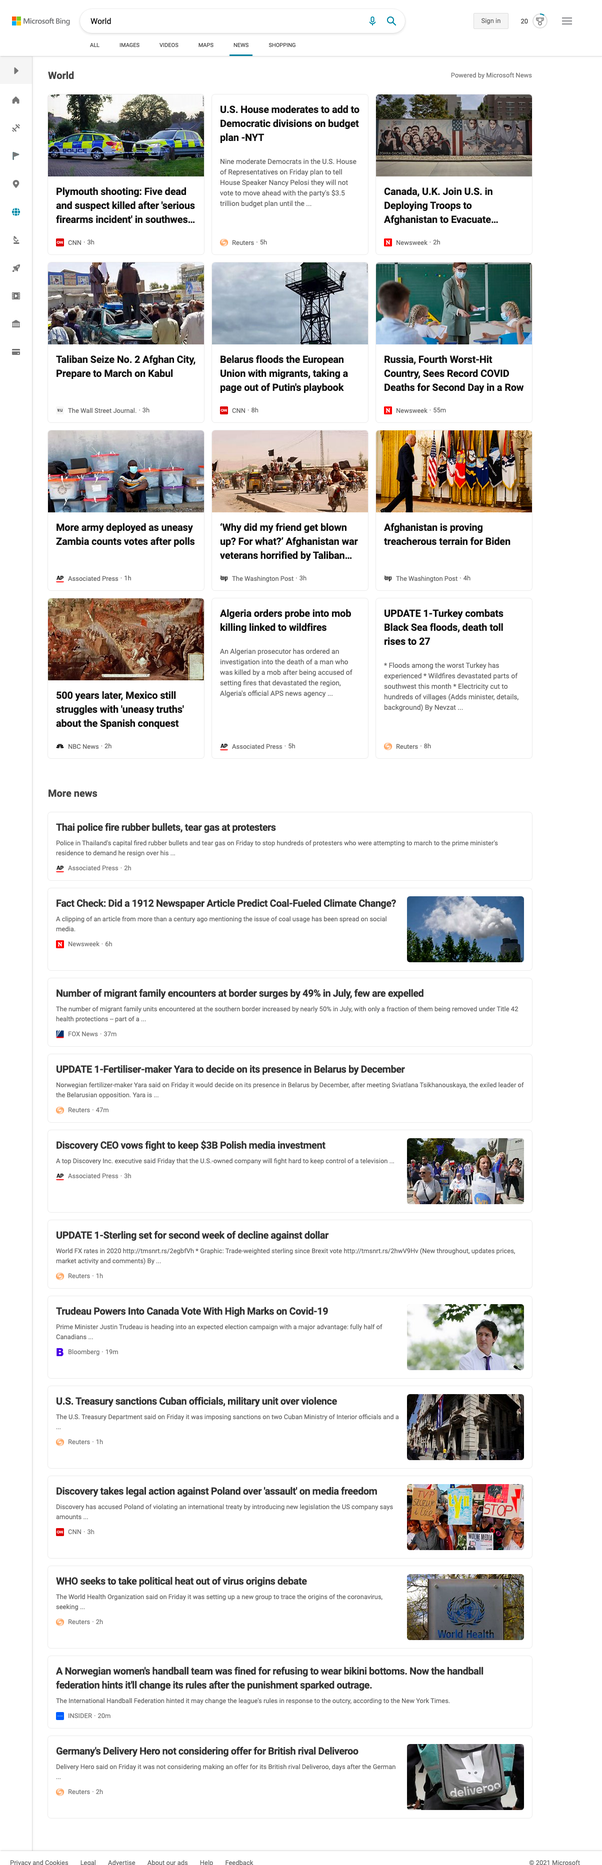 Microsoft Bing
World
Sign in
20
ALL
IMAGES
VIDEOS
MAPS
NEWS
SHOPPING
World
Powered by Microsoft News
Plymouth shooting: Five dead
and suspect killed after 'serious
firearms incident' in southwes...
CNN · 3h
U.S. House moderates to add to
Democratic divisions on budget
plan -NYT
Nine moderate Democrats in the U.S. House
of Representatives on Friday plan to tell
House Speaker Nancy Pelosi they will not
vote to move ahead with the party's $3.5
trillion budget plan until the ...
Reuters · 5h
Canada, U.K. Join U.S. in
Deploying Troops to
Afghanistan to Evacuate...
Newsweek · 2h
Taliban Seize No. 2 Afghan City,
Prepare to March on Kabul
The Wall Street Journal. · 3h
Belarus floods the European
Union with migrants, taking a
page out of Putin's playbook
CNN · 8h
Russia, Fourth Worst-Hit
Country, Sees Record COVID
Deaths for Second Day in a Row
Newsweek · 55m
More army deployed as uneasy
Zambia counts votes after polls
Associated Press · 1h
'Why did my friend get blown
up? For what?' Afghanistan war
veterans horrified by Taliban...
The Washington Post · 3h
Afghanistan is proving
treacherous terrain for Biden
The Washington Post · 4h
500 years later, Mexico still
struggles with 'uneasy truths'
about the Spanish conquest
NBC News · 2h
Algeria orders probe into mob
killing linked to wildfires
An Algerian prosecutor has ordered an
investigation into the death of a man who
was killed by a mob after being accused of
setting fires that devastated the region,
Algeria's official APS news agency ...
Associated Press · 5h
UPDATE 1-Turkey combats
Black Sea floods, death toll
rises to 27
* Floods among the worst Turkey has
experienced * Wildfires devastated parts of
southwest this month * Electricity cut to
hundreds of villages (Adds minister, details,
background) By Nevzat ...
Reuters · 8h
More news
Thai police fire rubber bullets, tear gas at protesters
Police in Thailand's capital fired rubber bullets and tear gas on Friday to stop hundreds of protesters who were attempting to march to the prime minister's
residence to demand he resign over his ...
Associated Press · 2h
Fact Check: Did a 1912 Newspaper Article Predict Coal-Fueled Climate Change?
A clipping of an article from more than a century ago mentioning the issue of coal usage has been spread on social
media.
Newsweek · 6h
Number of migrant family encounters at border surges by 49% in July, few are expelled
The number of migrant family units encountered at the southern border increased by nearly 50% in July, with only a fraction of them being removed under Title 42
health protections – part of a ...
FOX News · 37m
UPDATE 1-Fertiliser-maker Yara to decide on its presence in Belarus by December
Norwegian fertilizer-maker Yara said on Friday it would decide on its presence in Belarus by December, after meeting Sviatlana Tsikhanouskaya, the exiled leader of
the Belarusian opposition. Yara is ...
Reuters · 47m
Discovery CEO vows fight to keep $3B Polish media investment
A top Discovery Inc. executive said Friday that the U.S.-owned company will fight hard to keep control of a television ...
Associated Press · 3h
UPDATE 1-Sterling set for second week of decline against dollar
World FX rates in 2020 http://tmsnrt.rs/2egbfVh * Graphic: Trade-weighted sterling since Brexit vote http://tmsnrt.rs/2hwV9Hv (New throughout, updates prices,
market activity and comments) By ...
Reuters · 1h
Trudeau Powers Into Canada Vote With High Marks on Covid-19
Prime Minister Justin Trudeau is heading into an expected election campaign with a major advantage: fully half of
Canadians ...
Bloomberg · 19m
U.S. Treasury sanctions Cuban officials, military unit over violence
The U.S. Treasury Department said on Friday it was imposing sanctions on two Cuban Ministry of Interior officials and a
...
Reuters · 1h
Discovery takes legal action against Poland over 'assault' on media freedom
Discovery has accused Poland of violating an international treaty by introducing new legislation the US company says
amounts ...
CNN · 3h
STOP
WHO seeks to take political heat out of virus origins debate
The World Health Organization said on Friday it was setting up a new group to trace the origins of the coronavirus,
seeking ...
Reuters · 2h
World Health
A Norwegian women's handball team was fined for refusing to wear bikini bottoms. Now the handball
federation hints it'll change its rules after the punishment sparked outrage.
The International Handball Federation hinted it may change the league's rules in response to the outcry, according to the New York Times.
INSIDER · 20m
Germany's Delivery Hero not considering offer for British rival Deliveroo
Delivery Hero said on Friday it was not considering making an offer for its British rival Deliveroo, days after the German
...
Reuters · 2h
deliveroo
Privacy and Cookies
Legal
Advertise
About our ads
Help
Feedback
© 2021 Microsoft